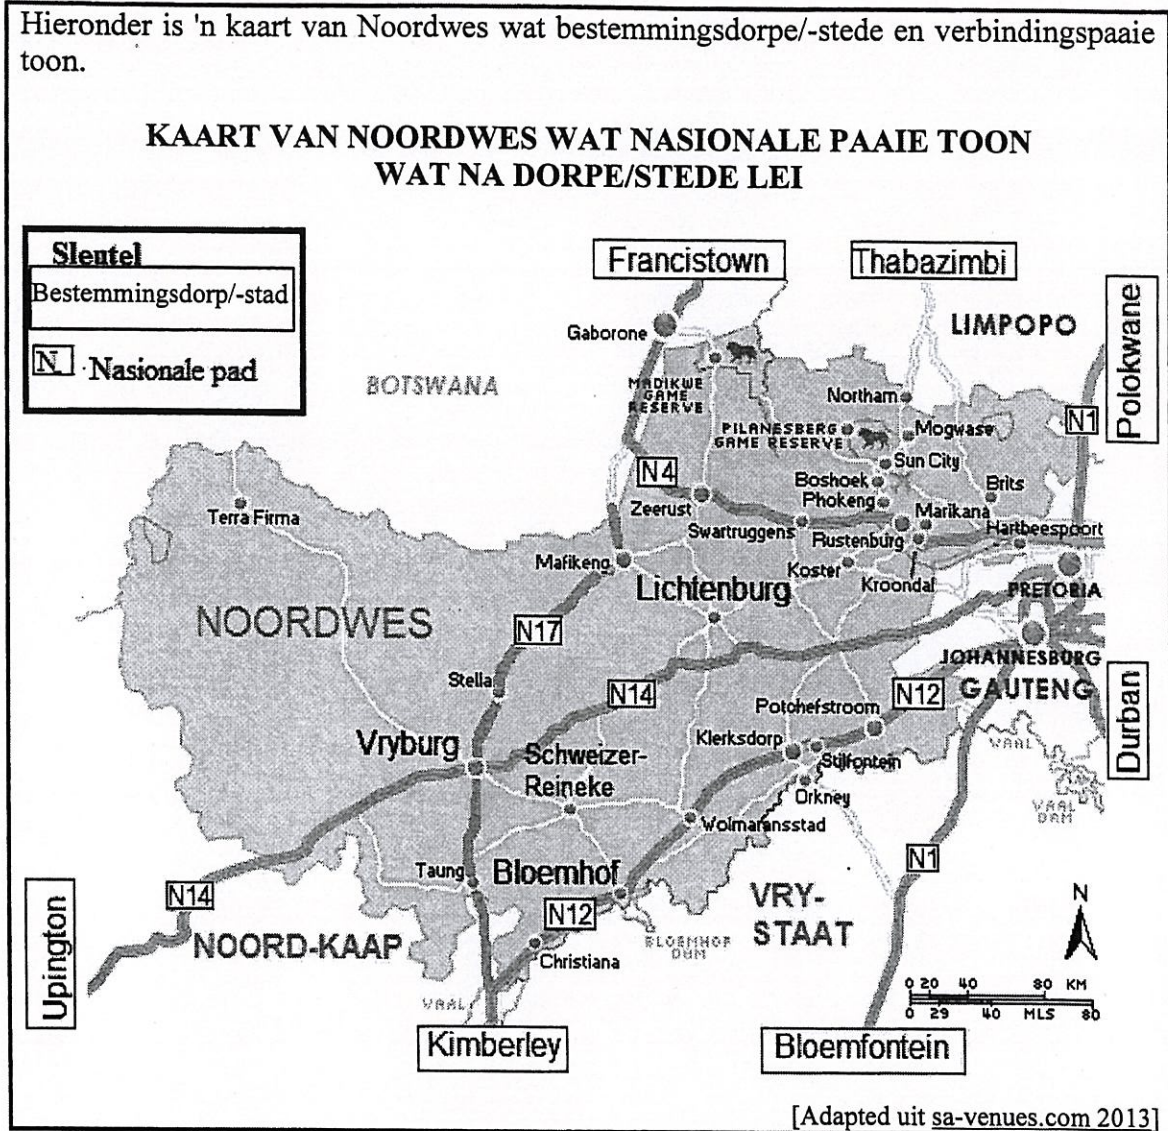 Hieronder is 'n kaart van Noordwes wat bestemmingsdorpe/-stede en verbindingspaaie
toon.
KAART VAN NOORDWES WAT NASIONALE PAAIE TOON
WAT NA DORPE/STEDE LEI
Sleutel
Bestemmingsdorp/-stad
N Nasionale pad
Francistown
Thabazimbi
Polokwane
LIMPOPO
Gaborone
BOTSWANA
MADIKWE
GAME
RESERVE
Northam
N1
PILANESBERG
GAME RESERVE
Mogwase
Sun City
N4
Boshoek
Brits
Phokeng
Zeerust
Marikana
Terra Firma
Swartruggens
Rustenburg
Hartbeespoort
Mafikeng
Koster
Kroondal
Lichtenburg
PRETORIA
NOORDWES
N17
JOHANNESBURG
Stella
GAUTENG
N14
N12
Potchefstroom
Durban
Vryburg
Klerksdorp
Schweizer-
Reineke
Stilfontein
VAAL
Orkney
VAAL
DAM
Wolmaransstad
Taung
Bloemhof
N1
N14
N12
VRY-
STAAT
N
NOORD-KAAP
BLOEMHOF
DAM
Upington
Christiana
0 20 40 80 KM
0 29 40 MLS 80
VAAL
Kimberley
Bloemfontein
[Adapted uit sa-venues.com 2013]